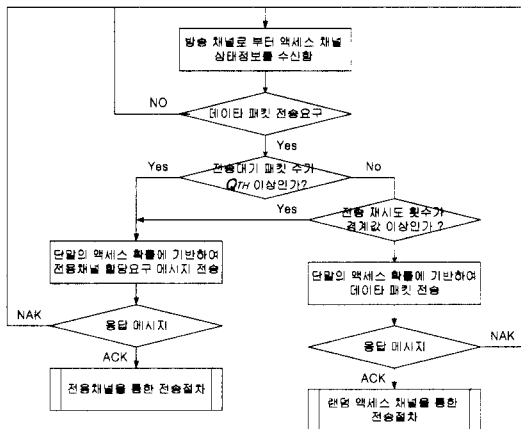 방송 채널로 부터 액세스 채널
상태정보를 수신함
NO
데이타 패킷 전송요구
Yes
Yes
전송대기 패킷 수가
QTH 이상인가?
No
Yes
전송 재시도 횟수가
경계값 이상인가 ?
단말의 액세스 확률에 기반하여
전용채널 할당요구 메시지 전송
단말의 액세스 확률에 기반하여
데이타 패킷 전송
NAK
응답 메시지
응답 메시지
NAK
ACK
ACK
전용채널을 통한 전송절차
랜덤 액세스 채널을 통한
전송절차